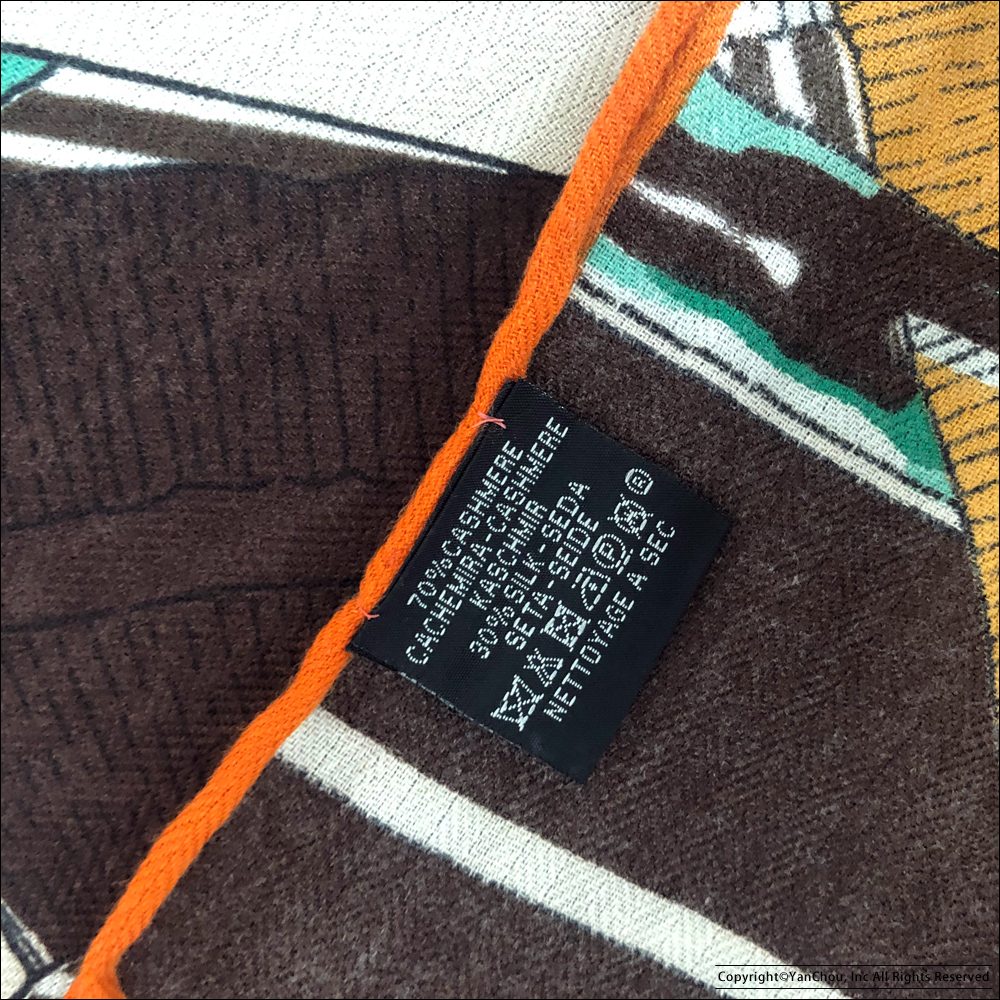 70% CASHMERE
CACHEMIRA-CASHMERE
KASCHMIR
30% SILK-SEDA
SETA-SEIDE
NETTOYAGE A SEC
Copyright©YanChou, Inc All Rights Reserved